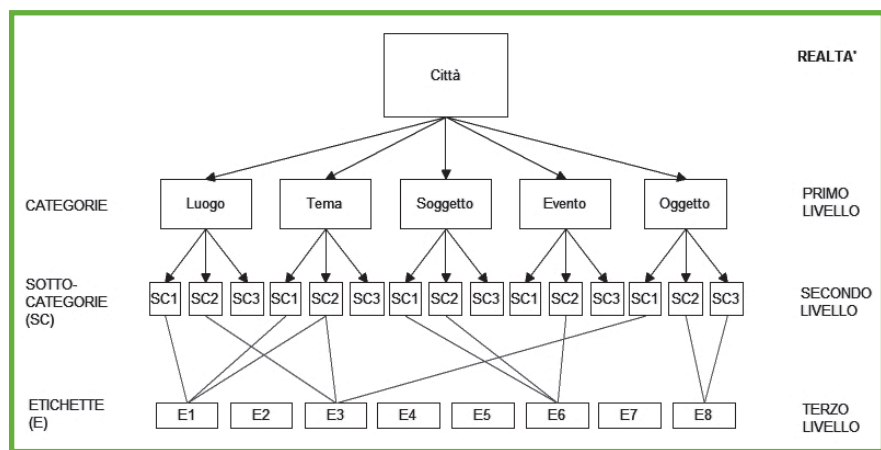 REALTA'
Città
CATEGORIE
Luogo
Tema
Soggetto
Evento
Oggetto
PRIMO
LIVELLO
SOTTO-
CATEGORIE
(SC)
SC1 SC2 SC3 SC1 SC2 SC3 SC1 SC2 SC3 SC1 SC2 SC3 SC1 SC2 SC3
SECONDO
LIVELLO
ETICHETTE
(E)
E1 E2 E3 E4 E5 E6 E7 E8
TERZO
LIVELLO